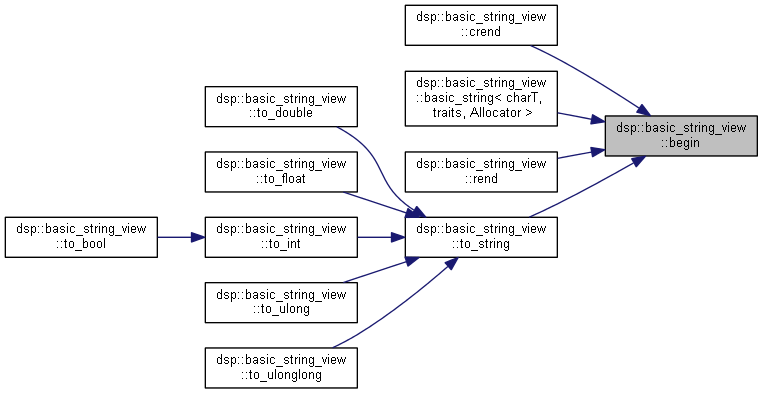 dsp::basic_string_view
::crend
dsp::basic_string_view
::basic_string< charT,
traits, Allocator >
dsp::basic_string_view
::to_double
dsp::basic_string_view
::begin
dsp::basic_string_view
::to_float
dsp::basic_string_view
::rend
dsp::basic_string_view
::to_bool
dsp::basic_string_view
::to_int
dsp::basic_string_view
::to_string
dsp::basic_string_view
::to_ulong
dsp::basic_string_view
::to_ulonglong